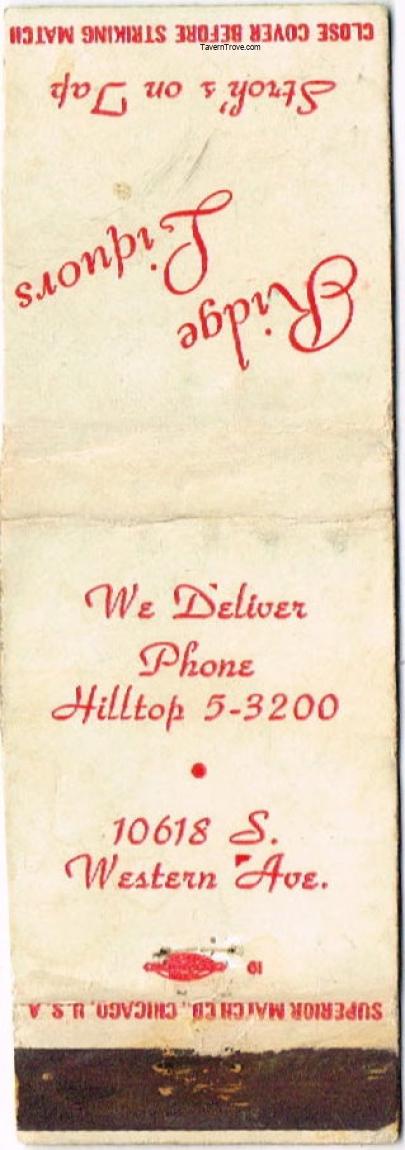 CLOSE COVER BEFORE STRIKING MATCH
TavernTrove.com
Stroh's on Tap
Ridge
Liquors
We Deliver
Phone
Hilltop 5-3200
10618 S.
Western Ave.
19
SUPERIOR MATCH CO., CHICAGO, U. S. A